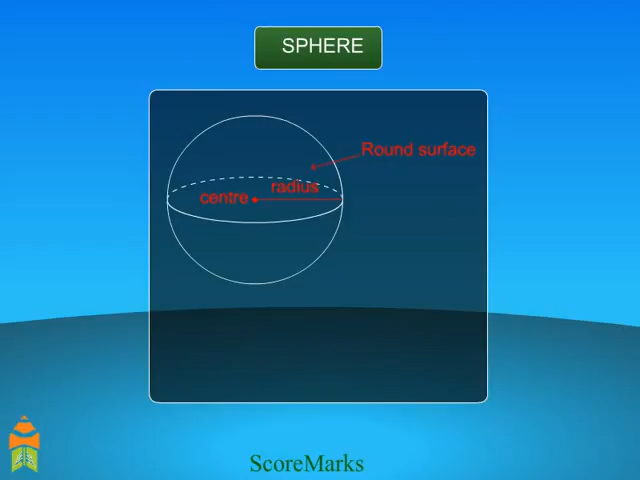 SPHERE
Round surface
radius
centre
ScoreMarks